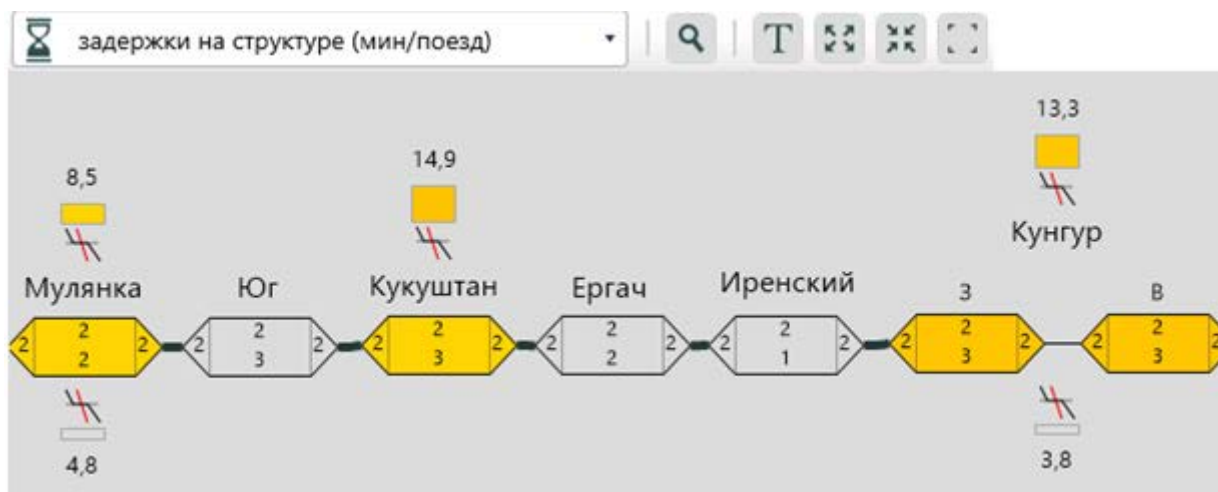 задержки на структуре (мин/поезд)
T
13,3
14,9
8,5
Кунгур
Мулянка Юг Кукуштан Ергач Иренский З В
2 2 2 2 2 2 2
2 2 2 2 2 2 2 2 2 2 2 2 2 2
2 3 3 2 1 3 3
4,8 3,8